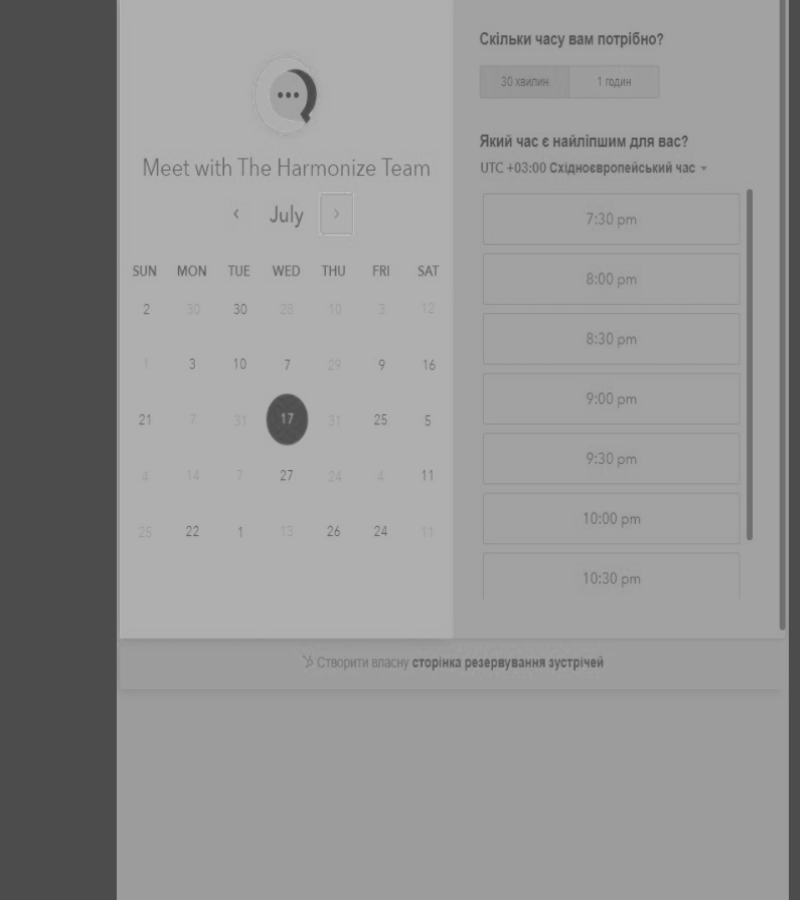 Meet with The Harmonize Team
July
SUN MON TUE WED THU FRI SAT
2 30 30 28 10 3 12
1 3 10 7 29 9 16
21 7 31 17 31 25 5
4 14 7 27 24 4 11
25 22 1 13 26 24 11
Скільки часу вам потрібно?
30 хвилин 1 годин
Який час є найліпшим для вас?
UTC +03:00 Східноєвропейський час
7:30 pm
8:00 pm
8:30 pm
9:00 pm
9:30 pm
10:00 pm
10:30 pm
Створити власну сторінка резервування зустрічей